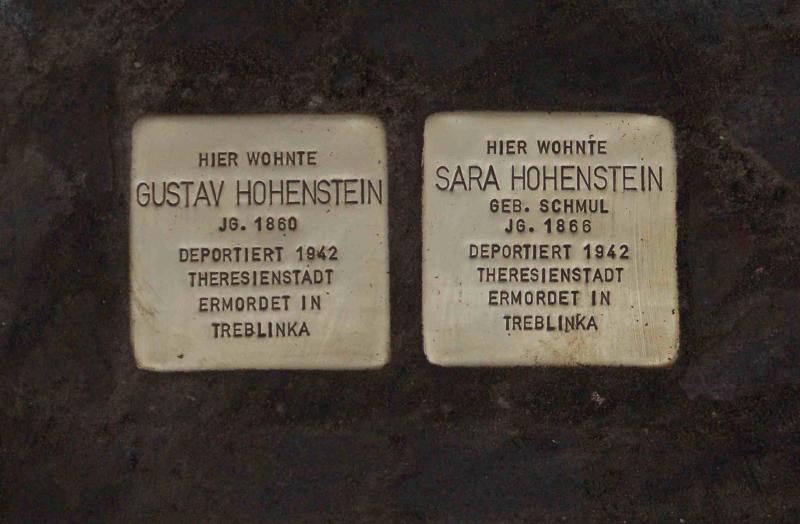 HIER WOHNTE
GUSTAV HOHENSTEIN
JG. 1860
DEPORTIERT 1942
THERESIENSTADT
ERMORDET IN
TREBLINKA
HIER WOHNTE
SARA HOHENSTEIN
GEB. SCHMUL
JG. 1866
DEPORTIERT 1942
THERESIENSTADT
ERMORDET IN
TREBLINKA